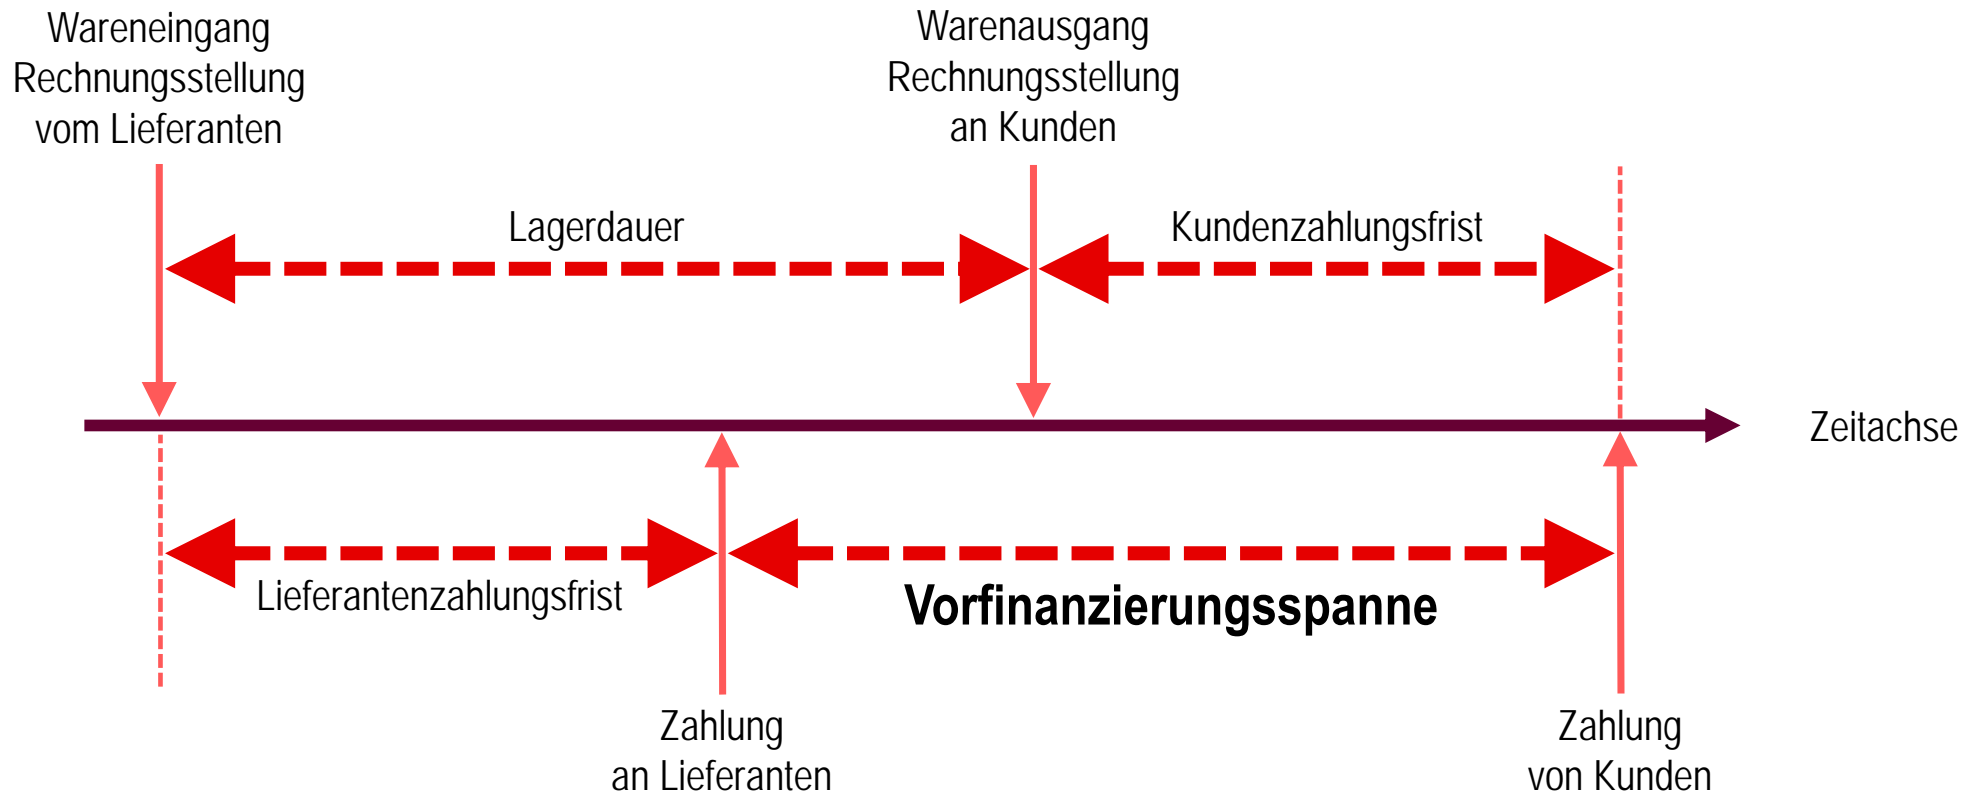 Wareneingang
Rechnungsstellung
vom Lieferanten
Warenausgang
Rechnungsstellung
an Kunden
Lagerdauer
Kundenzahlungsfrist
Zeitachse
Lieferantenzahlungsfrist
Vorfinanzierungsspanne
Zahlung
an Lieferanten
Zahlung
von Kunden